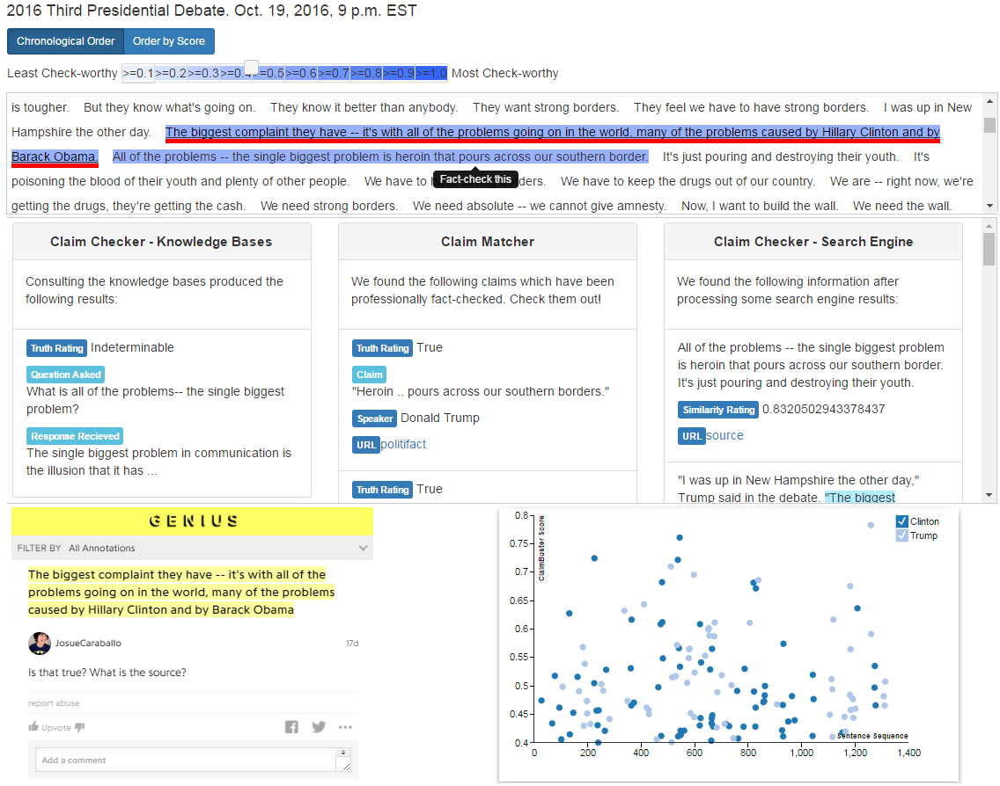 2016 Third Presidential Debate. Oct. 19, 2016, 9 p.m. EST
Chronological Order Order by Score
Least Check-worthy >=0.1 >=0.2 >=0.3 >=0.4 >=0.5 >=0.6 >=0.7 >=0.8 >=0.9 >=1.0 Most Check-worthy
is tougher. But they know what's going on. They know it better than anybody. They want strong borders. They feel we have to have strong borders. I was up in New
Hampshire the other day. The biggest complaint they have -- it's with all of the problems going on in the world, many of the problems caused by Hillary Clinton and by
Barack Obama. All of the problems -- the single biggest problem is heroin that pours across our southern border. It's just pouring and destroying their youth. It's
poisoning the blood of their youth and plenty of other people. We have to Fact-check this ders. We have to keep the drugs out of our country. We are -- right now, we're
getting the drugs, they're getting the cash. We need strong borders. We need absolute -- we cannot give amnesty. Now, I want to build the wall. We need the wall.
Claim Checker - Knowledge Bases
Consulting the knowledge bases produced the
following results:
Truth Rating Indeterminable
Question Asked
What is all of the problems-- the single biggest
problem?
Response Recieved
The single biggest problem in communication is
the illusion that it has ...
Claim Matcher
We found the following claims which have been
professionally fact-checked. Check them out!
Truth Rating True
Claim
"Heroin .. pours across our southern borders."
Speaker Donald Trump
URL politifact
Truth Rating True
Claim Checker - Search Engine
We found the following information after
processing some search engine results:
All of the problems -- the single biggest problem
is heroin that pours across our southern border.
It's just pouring and destroying their youth.
Similarity Rating 0.8320502943378437
URL source
"I was up in New Hampshire the other day,"
Trump said in the debate. "The biggest
GENIUS
FILTER BY All Annotations
The biggest complaint they have -- it's with all of the
problems going on in the world, many of the problems
caused by Hillary Clinton and by Barack Obama
JosueCaraballo 17d
Is that true? What is the source?
report abuse
Upvote
Add a comment
ClaimBuster Score
0.8
0.75
0.7
0.65
0.6
0.55
0.5
0.45
0.4
Clinton
Trump
Sentence Sequence
0 200 400 600 800 1,000 1,200 1,400